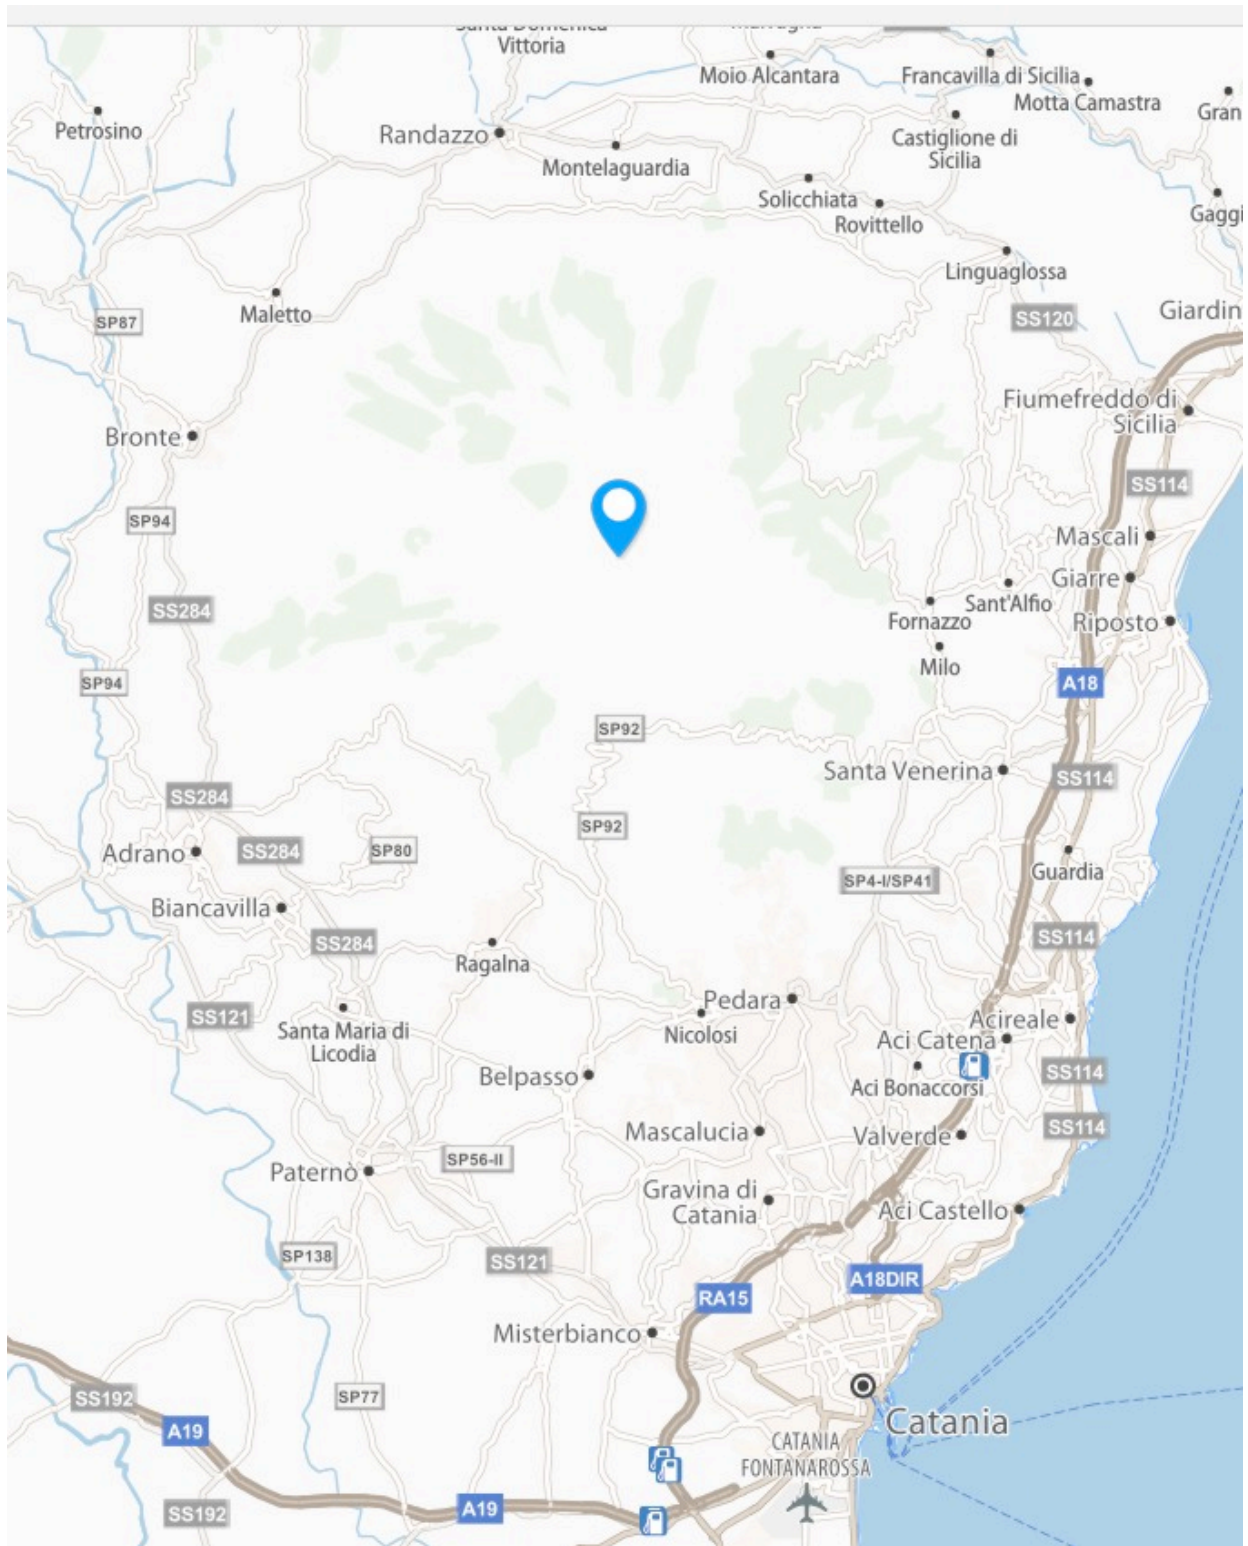 Santa Domenica
Vittoria
Moio Alcantara
Francavilla di Sicilia
Motta Camastra
Petrosino
Randazzo
Montelaguardia
Castiglione di
Sicilia
Gran
Solicchiata
Rovittello
Gaggi
Linguaglossa
Maletto
SP87
SS120
Giardin
Fiumefreddo di
Sicilia
Bronte
SS114
SP94
Mascali
Giarre
Sant'Alfio
SS284
Fornazzo
Riposto
Milo
SP94
A18
SP92
Santa Venerina
SS114
SS284
SP92
Adrano
SS284
SP80
Guardia
SP4-I/SP41
Biancavilla
SS284
SS114
Ragalna
Pedara
SS121
Santa Maria di
Licodia
Nicolosi
Acireale
Aci Catena
Belpasso
Aci Bonaccorsi
SS114
Mascalucia
Valverde
SS114
Paternò
SP56-II
Gravina di
Catania
Aci Castello
SP138
SS121
A18DIR
RA15
Misterbianco
SS192
SP77
A19
Catania
CATANIA
FONTANAROSSA
SS192
A19